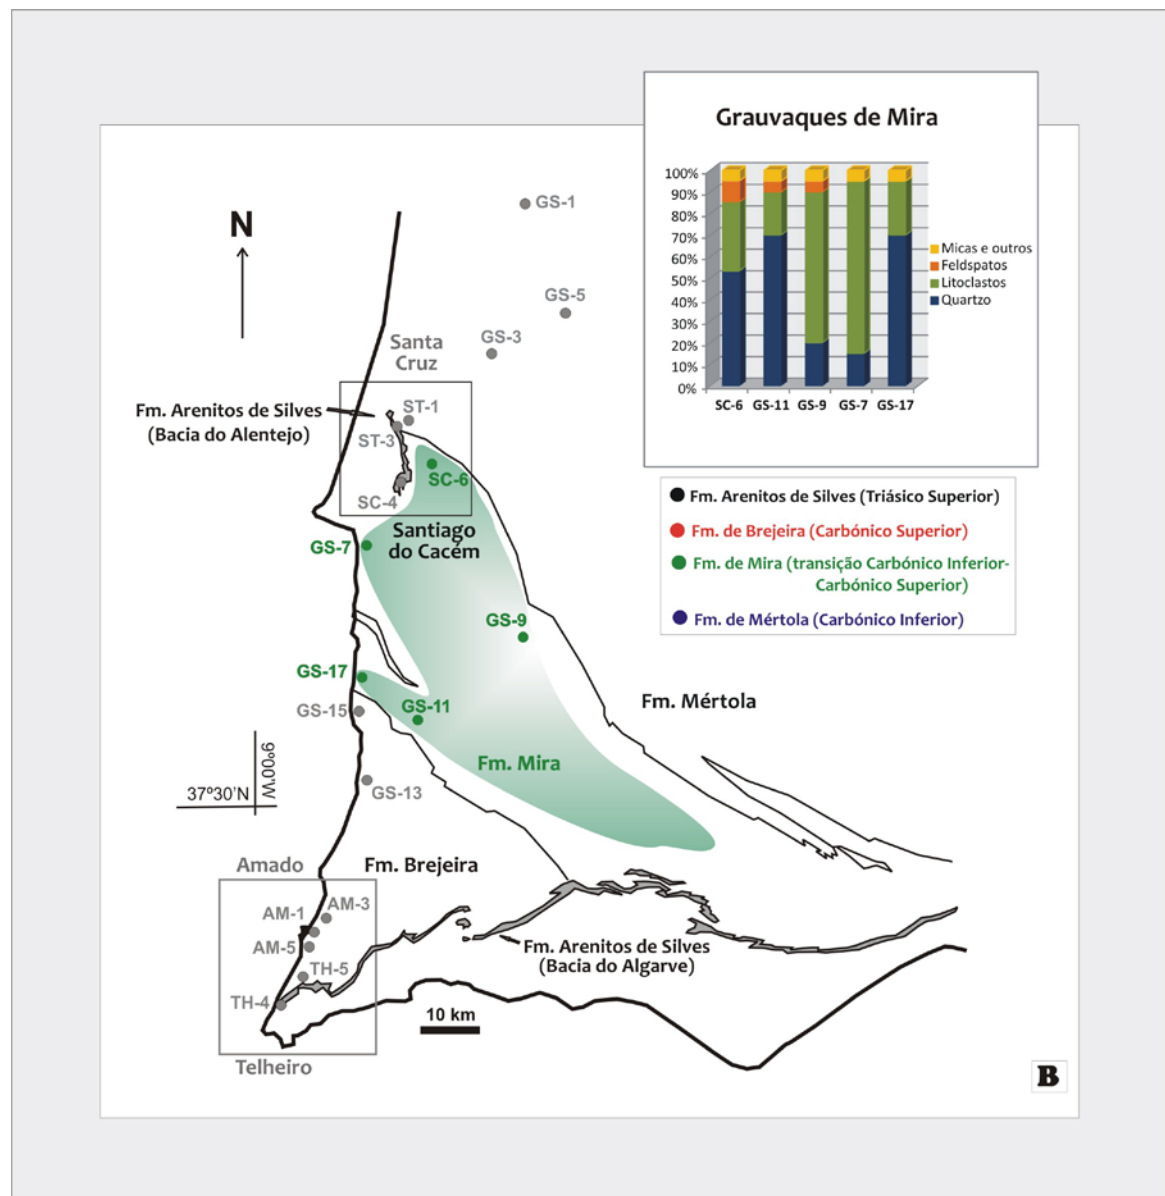 Grauvaques de Mira
100%
90%
80%
70%
60%
50%
40%
30%
20%
10%
0%
SC-6 GS-11 GS-9 GS-7 GS-17
Micas e outros
Feldspatos
Litoclastos
Quartzo
N
GS-1
GS-5
GS-3
Santa
Cruz
Fm. Arenitos de Silves
(Bacia do Alentejo)
ST-1
ST-3
SC-6
SC-4
Santiago
do Cacém
GS-7
GS-9
GS-17
GS-11
GS-15
Fm. Mértola
Fm. Mira
9º00'W
37º30'N
GS-13
Amado
Fm. Brejeira
AM-3
AM-1
AM-5
TH-5
TH-4
Fm. Arenitos de Silves
(Bacia do Algarve)
10 km
Telheiro
Fm. Arenitos de Silves (Triásico Superior)
Fm. de Brejeira (Carbónico Superior)
Fm. de Mira (transição Carbónico Inferior-
Carbónico Superior)
Fm. de Mértola (Carbónico Inferior)
B